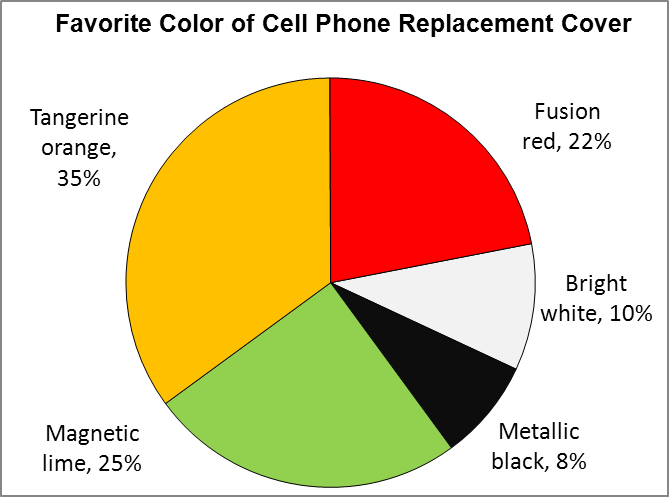 Favorite Color of Cell Phone Replacement Cover
Tangerine
orange,
35%
Fusion
red, 22%
Bright
white, 10%
Magnetic
lime, 25%
Metallic
black, 8%